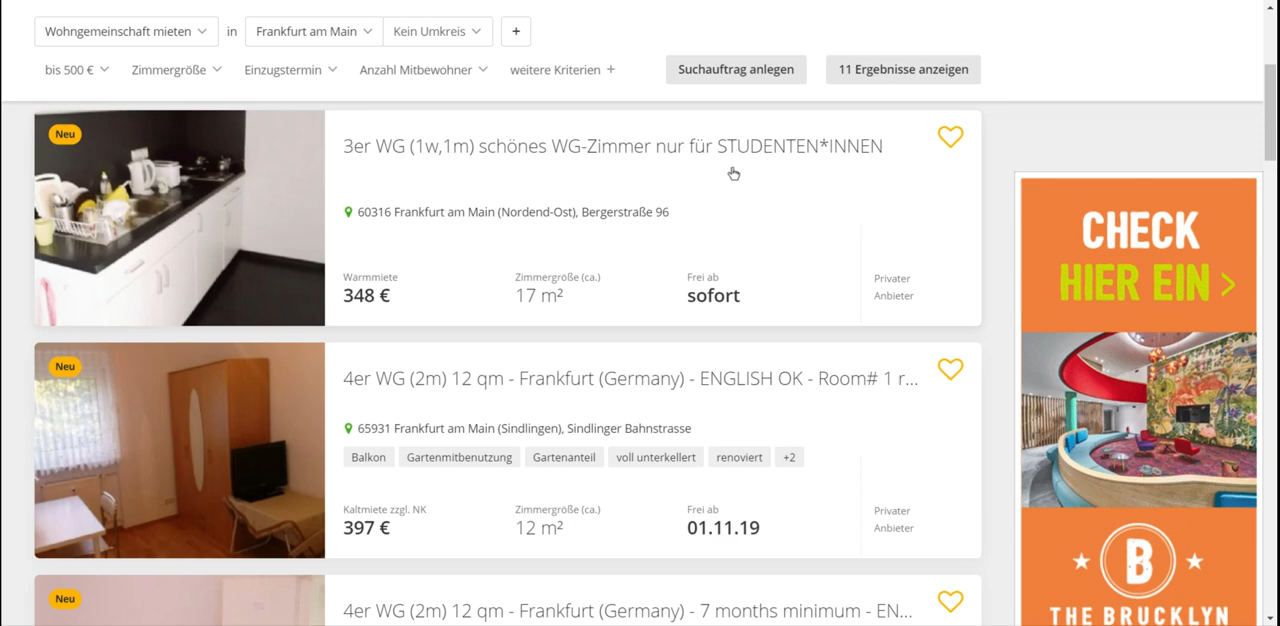 Wohngemeinschaft mieten in Frankfurt am Main Kein Umkreis +
bis 500 € Zimmergröße Einzugstermin Anzahl Mitbewohner weitere Kriterien + Suchauftrag anlegen 11 Ergebnisse anzeigen
Neu
3er WG (1w,1m) schönes WG-Zimmer nur für STUDENTEN*INNEN
60316 Frankfurt am Main (Nordend-Ost), Bergerstraße 96
Warmmiete Zimmergröße (ca.) Frei ab Privater
348 € 17 m² sofort Anbieter
Neu
4er WG (2m) 12 qm - Frankfurt (Germany) - ENGLISH OK - Room# 1 r...
65931 Frankfurt am Main (Sindlingen), Sindlinger Bahnstrasse
Balkon Gartenmitbenutzung Gartenanteil voll unterkellert renoviert +2
Kaltmiete zzgl. NK Zimmergröße (ca.) Frei ab Privater
397 € 12 m² 01.11.19 Anbieter
Neu
4er WG (2m) 12 qm - Frankfurt (Germany) - 7 months minimum - EN...
CHECK
HIER EIN >
B
THE BRUCKLYN